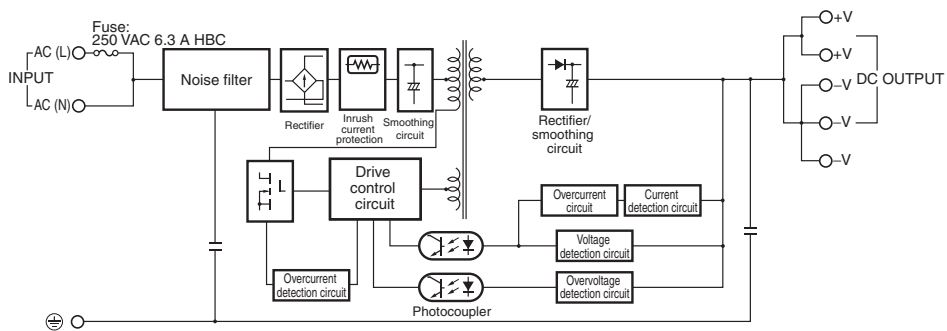 Fuse:
250 VAC 6.3 A HBC
AC (L)
INPUT
AC (N)
Noise filter
Rectifier
Inrush
current
protection
Smoothing
circuit
Rectifier/
smoothing
circuit
+V
+V
DC OUTPUT
–V
–V
–V
Drive
control
circuit
Overcurrent
circuit
Current
detection circuit
Voltage
detection circuit
Overcurrent
detection circuit
Overvoltage
detection circuit
Photocoupler